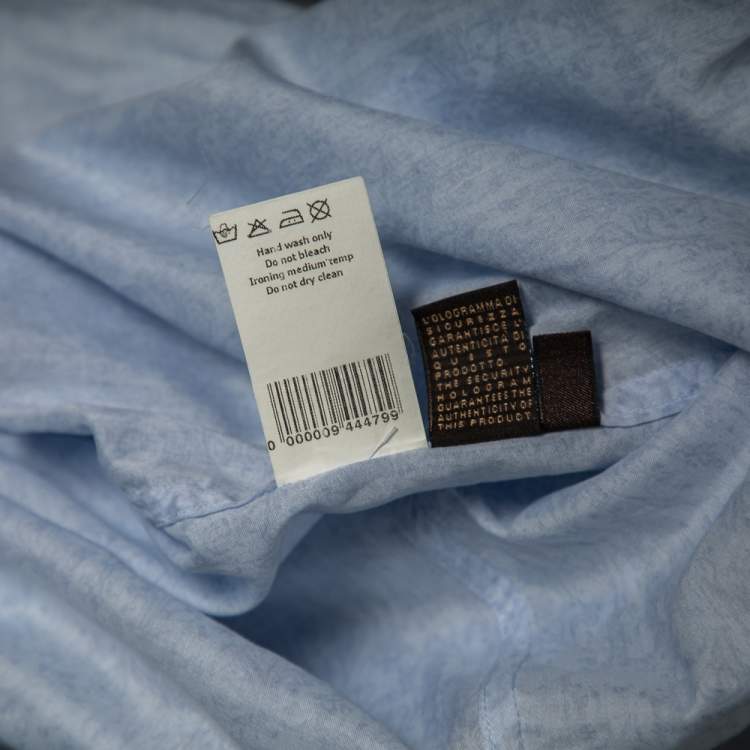 Hand wash only
Do not bleach
Ironing medium temp
Do not dry clean
0 000009 444799
L'OLOGRAMMA DI
SICUREZZA
GARANTISCE L'
AUTENTICITÀ DI
QUESTO
PRODOTTO
THE SECURITY
HOLOGRAM
GUARANTEES THE
AUTHENTICITY OF
THIS PRODUCT